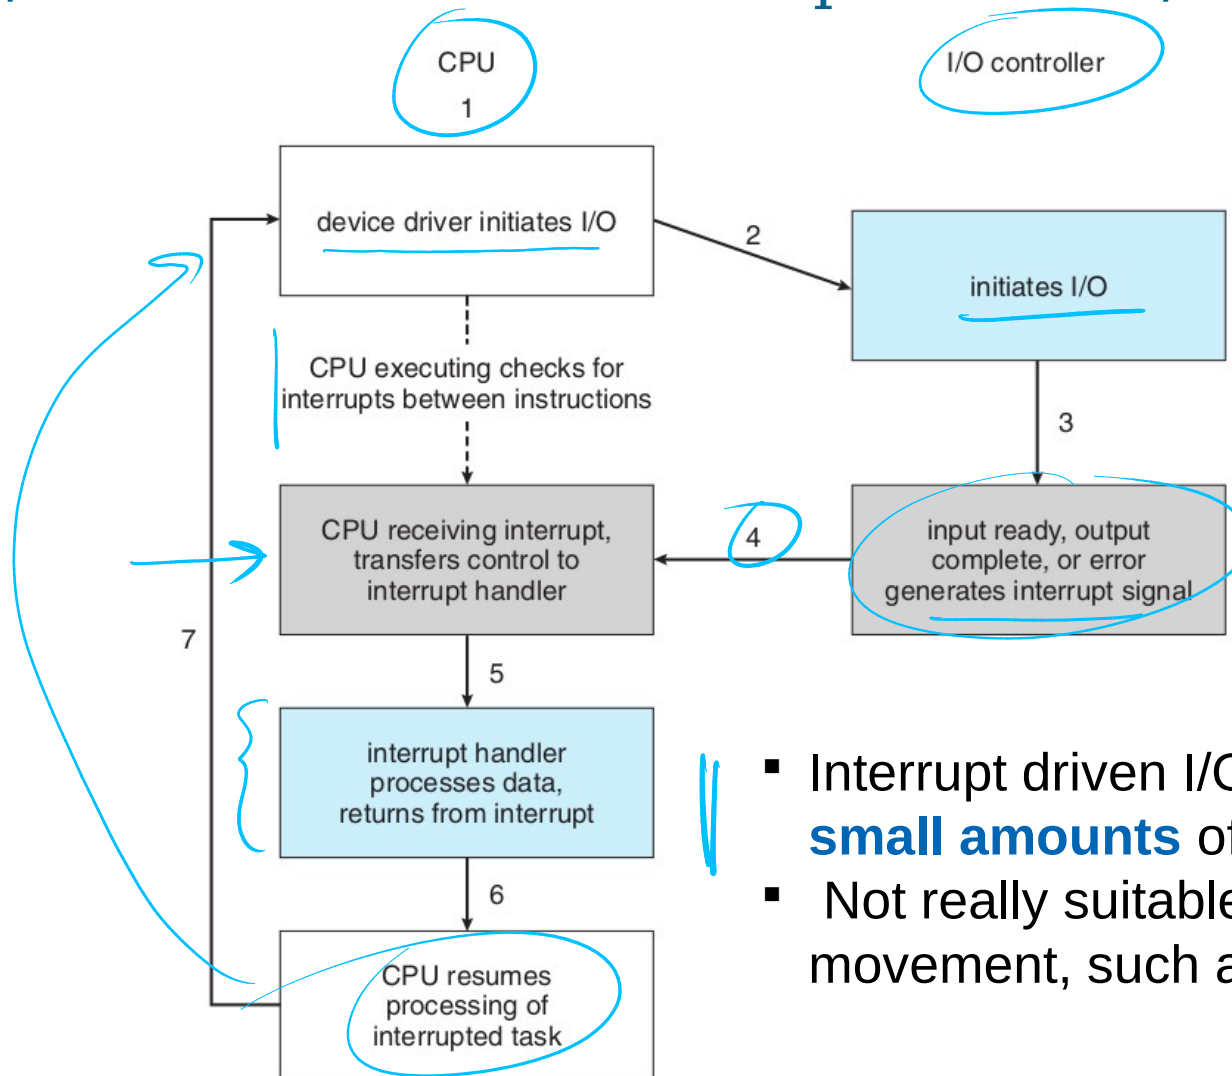 CPU
1
I/O controller
device driver initiates I/O
2
initiates I/O
CPU executing checks for
interrupts between instructions
3
CPU receiving interrupt,
transfers control to
interrupt handler
4
input ready, output
complete, or error
generates interrupt signal
7
5
interrupt handler
processes data,
returns from interrupt
▪ Interrupt driven I/O
small amounts of
▪ Not really suitable
movement, such a
6
CPU resumes
processing of
interrupted task